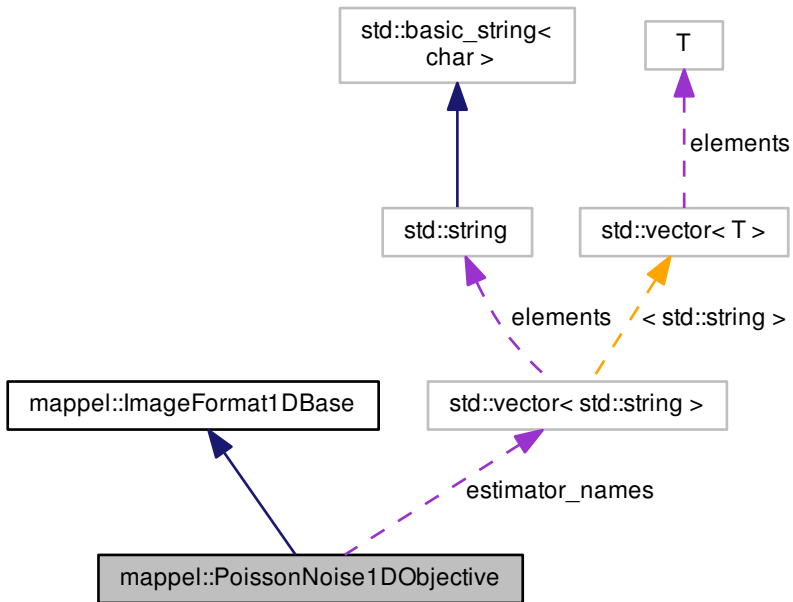 std::basic_string<
char >
T
elements
std::string
std::vector< T >
elements
< std::string >
mappel::ImageFormat1DBase
std::vector< std::string >
estimator_names
mappel::PoissonNoise1DObjective